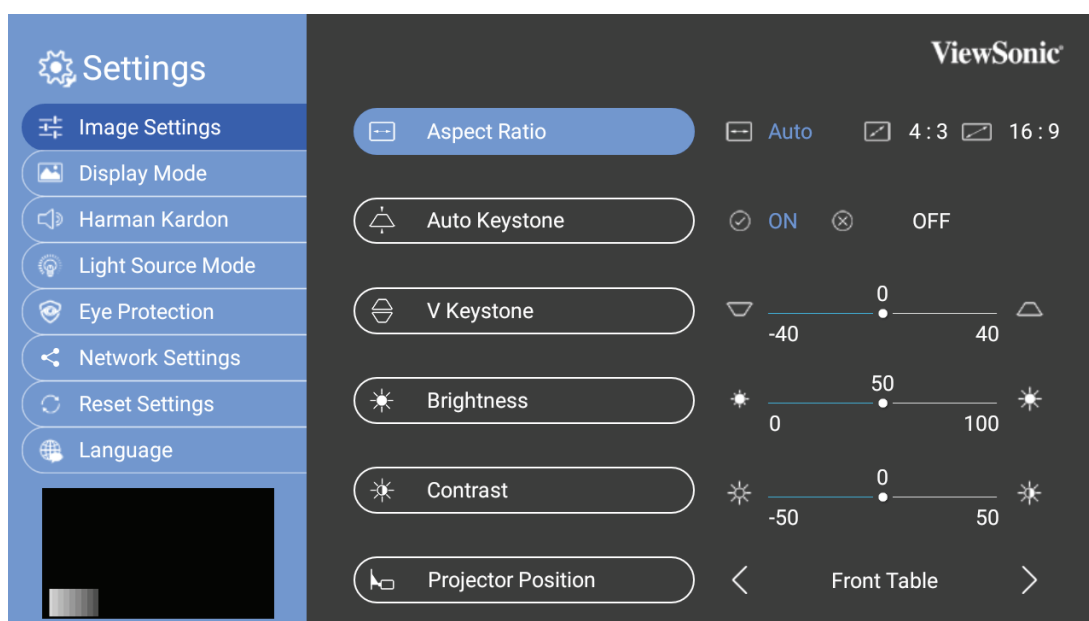 Settings
ViewSonic
Image Settings
Display Mode
Harman Kardon
Light Source Mode
Eye Protection
Network Settings
Reset Settings
Language
Aspect Ratio Auto 4:3 16:9
Auto Keystone ON OFF
V Keystone 0
-40 40
Brightness 50
0 100
Contrast 0
-50 50
Projector Position Front Table